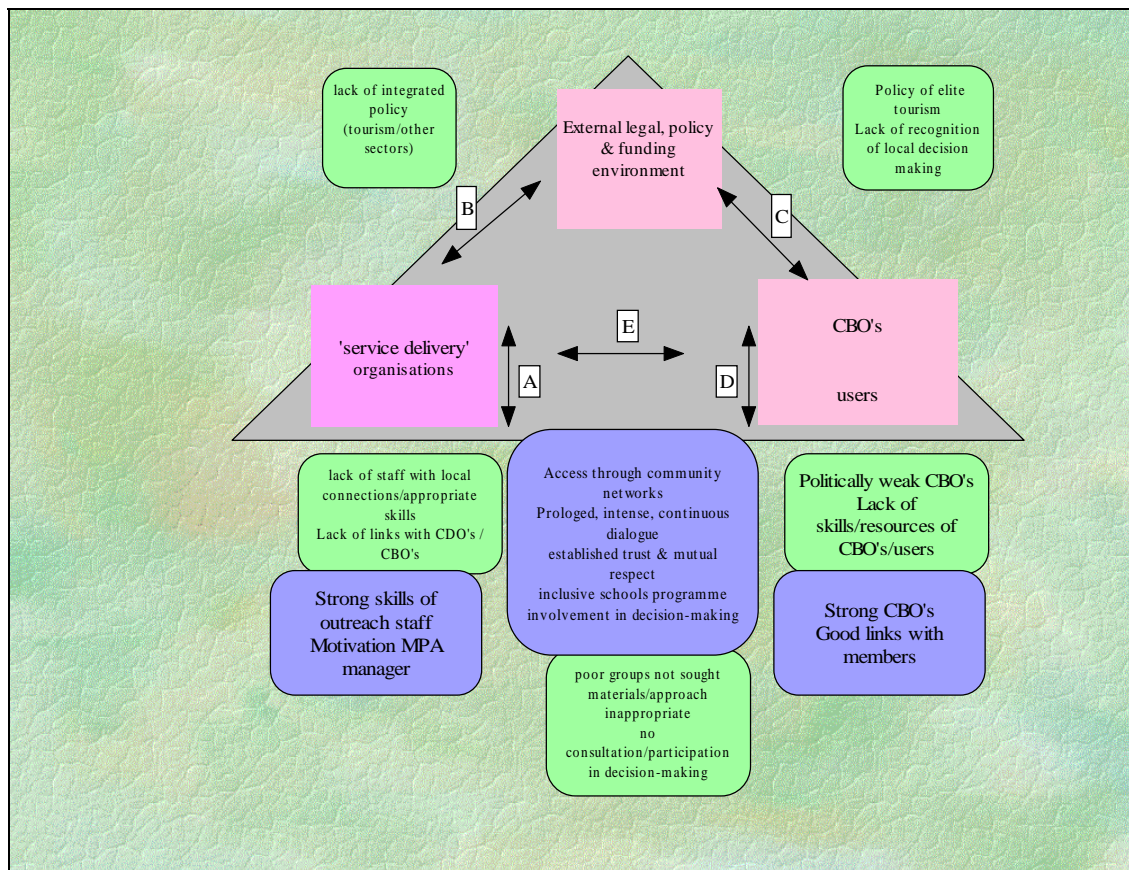 lack of integrated
policy
(tourism/other
sectors)
External legal, policy
& funding
environment
Policy of elite
tourism
Lack of recognition
of local decision
making
B
C
'service delivery'
organisations
A
E
D
CBO's
users
lack of staff with local
connections/appropriate
skills
Lack of links with CDO's /
CBO's
Strong skills of
outreach staff
Motivation MPA
manager
Access through community
networks
Prologed, intense, continuous
dialogue
established trust & mutual
respect
inclusive schools programme
involvement in decision-making
poor groups not sought
materials/approach
inappropriate
no
consultation/participation
in decision-making
Politically weak CBO's
Lack of
skills/resources of
CBO's/users
Strong CBO's
Good links with
members